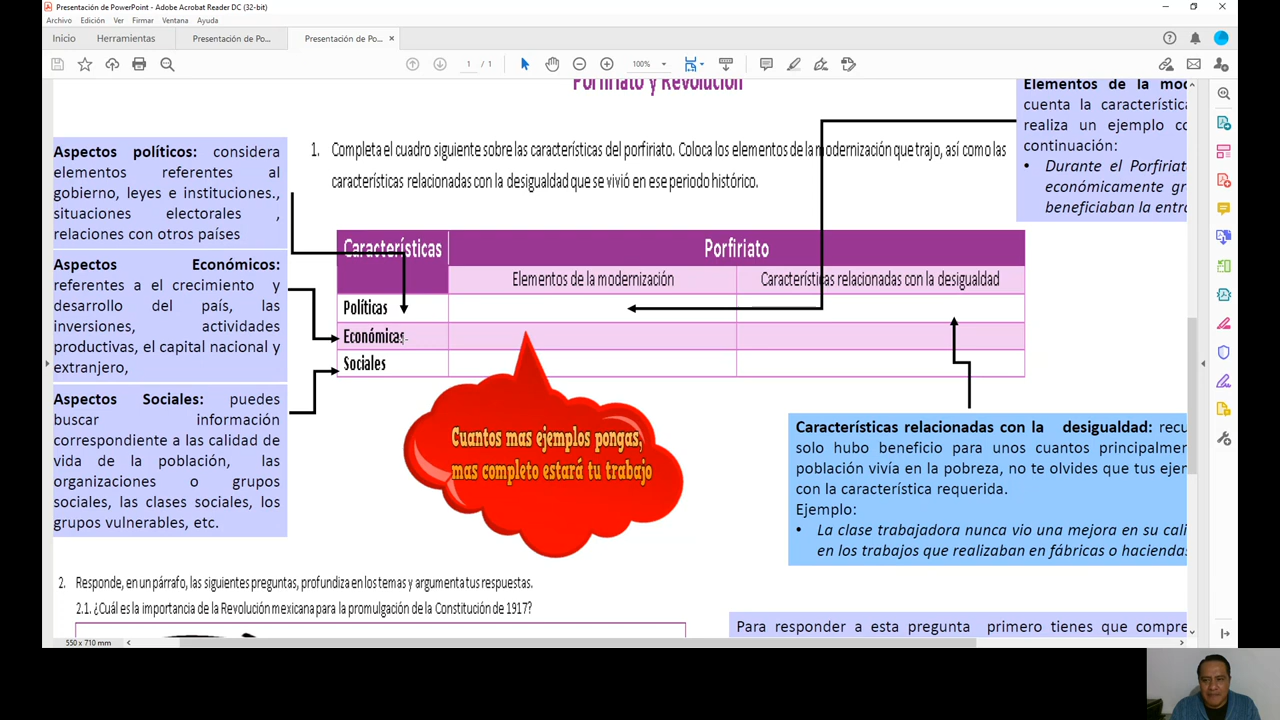 Presentación de PowerPoint - Adobe Acrobat Reader DC (32-bit)
Archivo Edición Ver Firmar Ventana Ayuda
Inicio Herramientas Presentación de Po... Presentación de Po... ×
1 / 1 100%
Porfiriato y Revolución
Aspectos políticos: considera
elementos referentes al
gobierno, leyes e instituciones.,
situaciones electorales ,
relaciones con otros países
Aspectos Económicos:
referentes a el crecimiento y
desarrollo del país, las
inversiones, actividades
productivas, el capital nacional y
extranjero,
Aspectos Sociales: puedes
buscar información
correspondiente a las calidad de
vida de la población, las
organizaciones o grupos
sociales, las clases sociales, los
grupos vulnerables, etc.
1. Completa el cuadro siguiente sobre las características del porfiriato. Coloca los elementos de la modernización que trajo, así como las
características relacionadas con la desigualdad que se vivió en ese periodo histórico.
Elementos de la
cuenta la
realiza un ejemplo
continuación:
• Durante el
económicamente
beneficiaban la
Características Porfiriato
Elementos de la modernización Características relacionadas con la desigualdad
Políticas
Económicas
Sociales
Cuantos mas ejemplos pongas,
mas completo estará tu trabajo
Características relacionadas con la desigualdad:
solo hubo beneficio para unos cuantos
población vivía en la pobreza, no te olvides que tus
con la característica requerida.
Ejemplo:
• La clase trabajadora nunca vio una mejora en su
en los trabajos que realizaban en fábricas o
2. Responde, en un párrafo, las siguientes preguntas, profundiza en los temas y argumenta tus respuestas.
2.1. ¿Cuál es la importancia de la Revolución mexicana para la promulgación de la Constitución de 1917?
Para responder a esta pregunta primero tienes que
550 x 710 mm